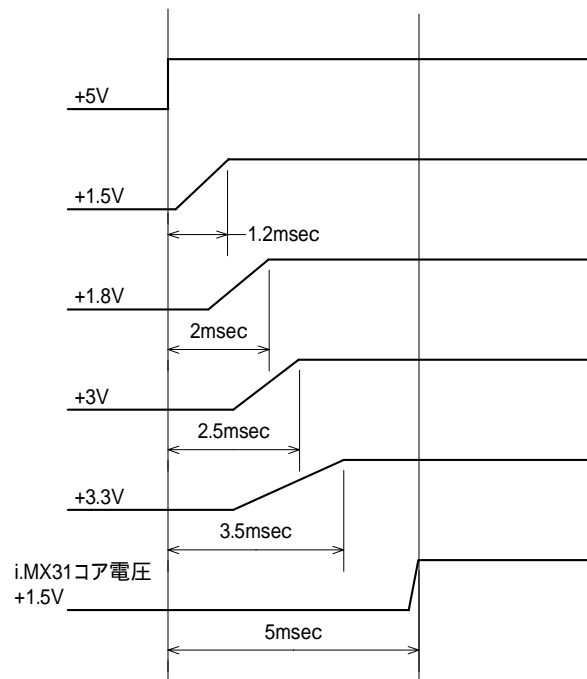 +5V
+1.5V
1.2msec
+1.8V
2msec
+3V
2.5msec
+3.3V
3.5msec
i.MX31コア電圧
+1.5V
5msec